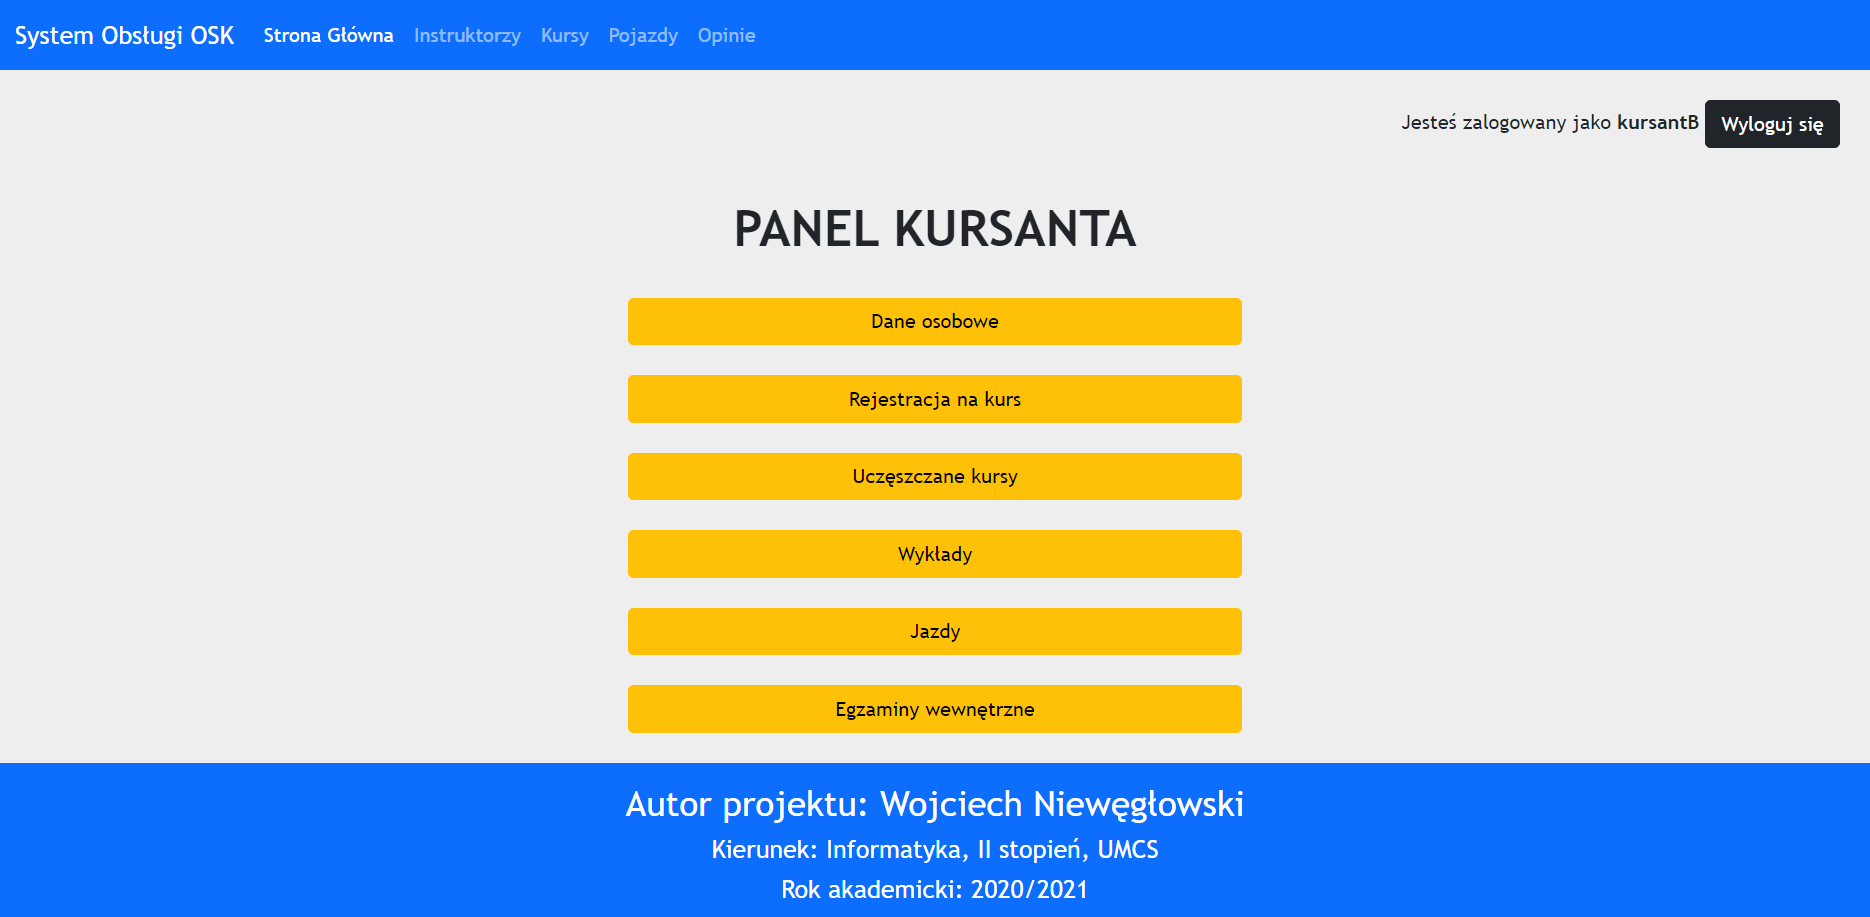 System Obsługi OSK Strona Główna Instruktorzy Kursy Pojazdy Opinie
Jesteś zalogowany jako kursantB Wyloguj się
PANEL KURSANTA
Dane osobowe
Rejestracja na kurs
Uczęszczane kursy
Wykłady
Jazdy
Egzaminy wewnętrzne
Autor projektu: Wojciech Niewęgłowski
Kierunek: Informatyka, II stopień, UMCS
Rok akademicki: 2020/2021